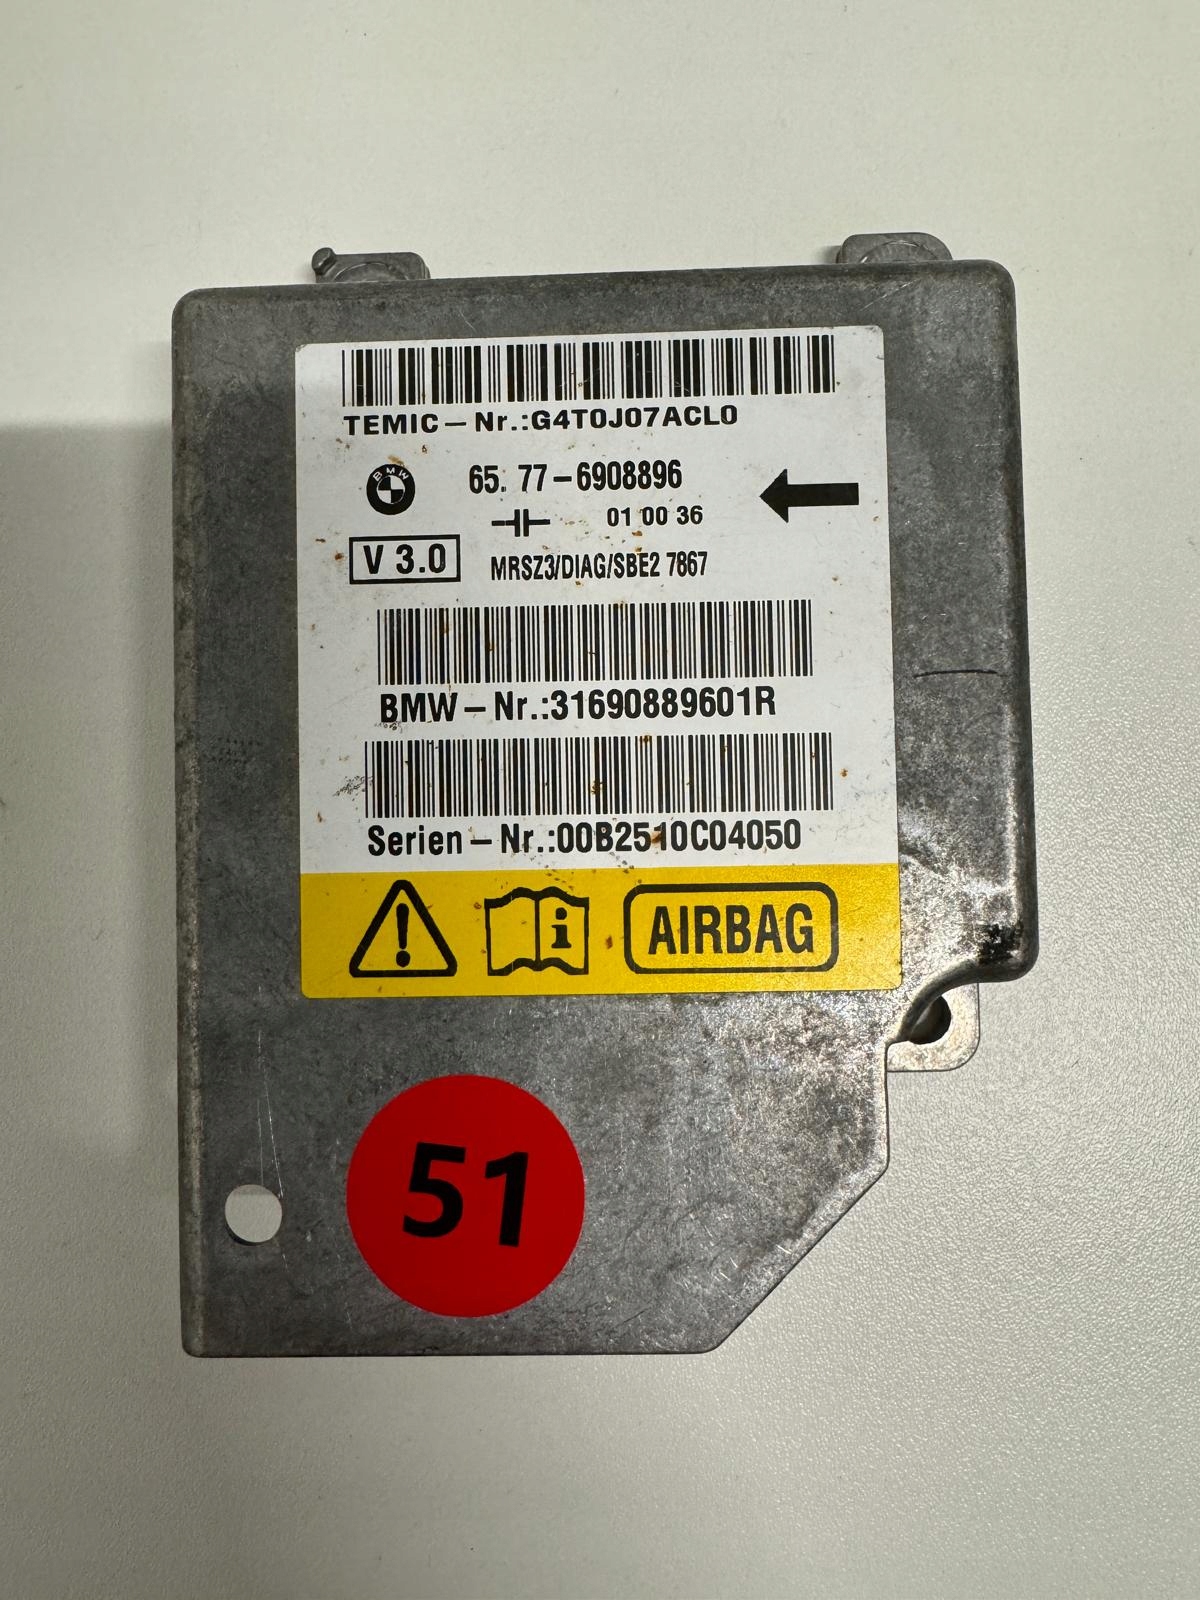 TEMIC-Nr.:G4T0J07ACL0
BMW
65. 77-6908896
01 00 36
V 3.0
MRSZ3/DIAG/SBE2 7867
BMW-Nr.:31690889601R
Serien-Nr.:00B2510C04050
i
AIRBAG
51